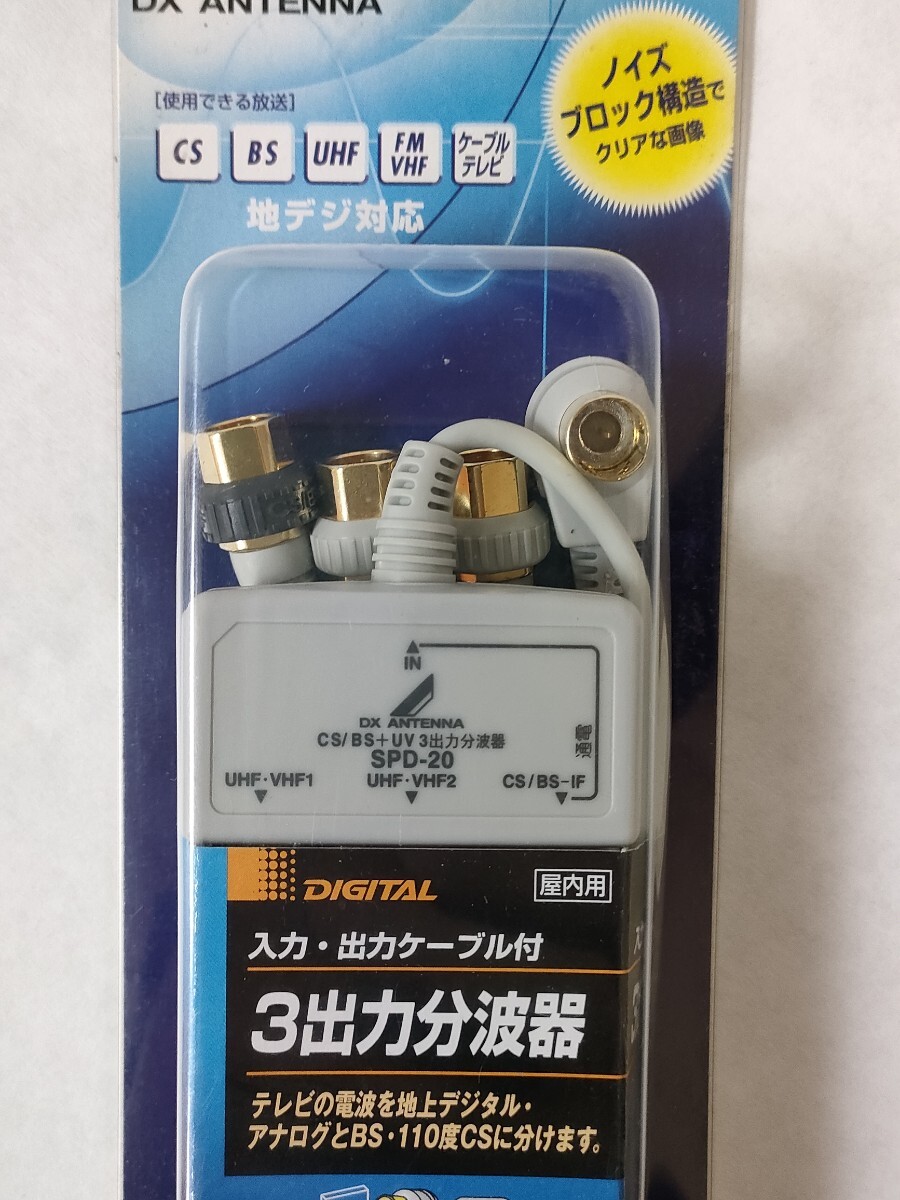 DX ANTENNA
[使用できる放送]
CS
BS
UHF
FM
VHF
ケーブル
テレビ
地デジ対応
ノイズ
ブロック構造で
クリアな画像
IN
DX ANTENNA
CS/BS+UV 3出力分波器
SPD-20
通電
UHF・VHF1
UHF・VHF2
CS/BS-IF
DIGITAL
屋内用
入力・出力ケーブル付
3出力分波器
テレビの電波を地上デジタル・
アナログとBS・110度CSに分けます。